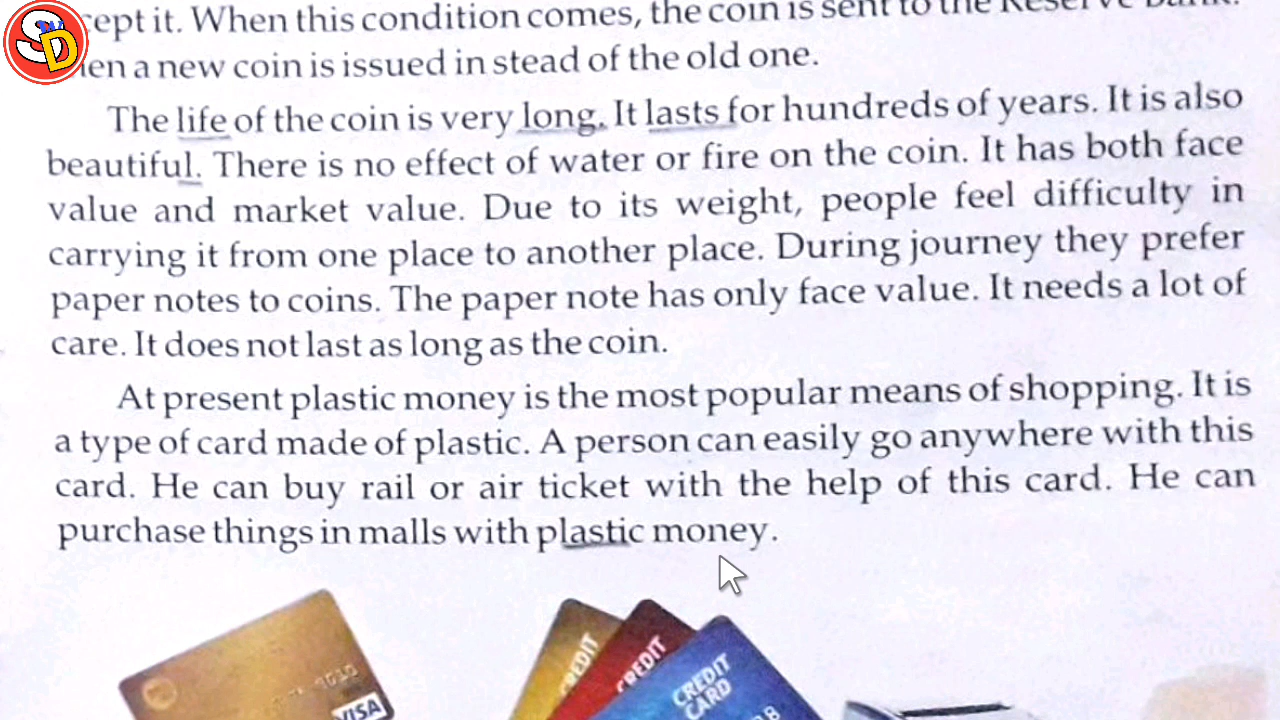 SD
cept it. When this condition comes, the coin is sent to the Reserve Bank.
hen a new coin is issued in stead of the old one.
The life of the coin is very long. It lasts for hundreds of years. It is also
beautiful. There is no effect of water or fire on the coin. It has both face
value and market value. Due to its weight, people feel difficulty in
carrying it from one place to another place. During journey they prefer
paper notes to coins. The paper note has only face value. It needs a lot of
care. It does not last as long as the coin.
At present plastic money is the most popular means of shopping. It is
a type of card made of plastic. A person can easily go anywhere with this
card. He can buy rail or air ticket with the help of this card. He can
purchase things in malls with plastic money.
VISA
CREDIT
CREDIT
CREDIT
CARD